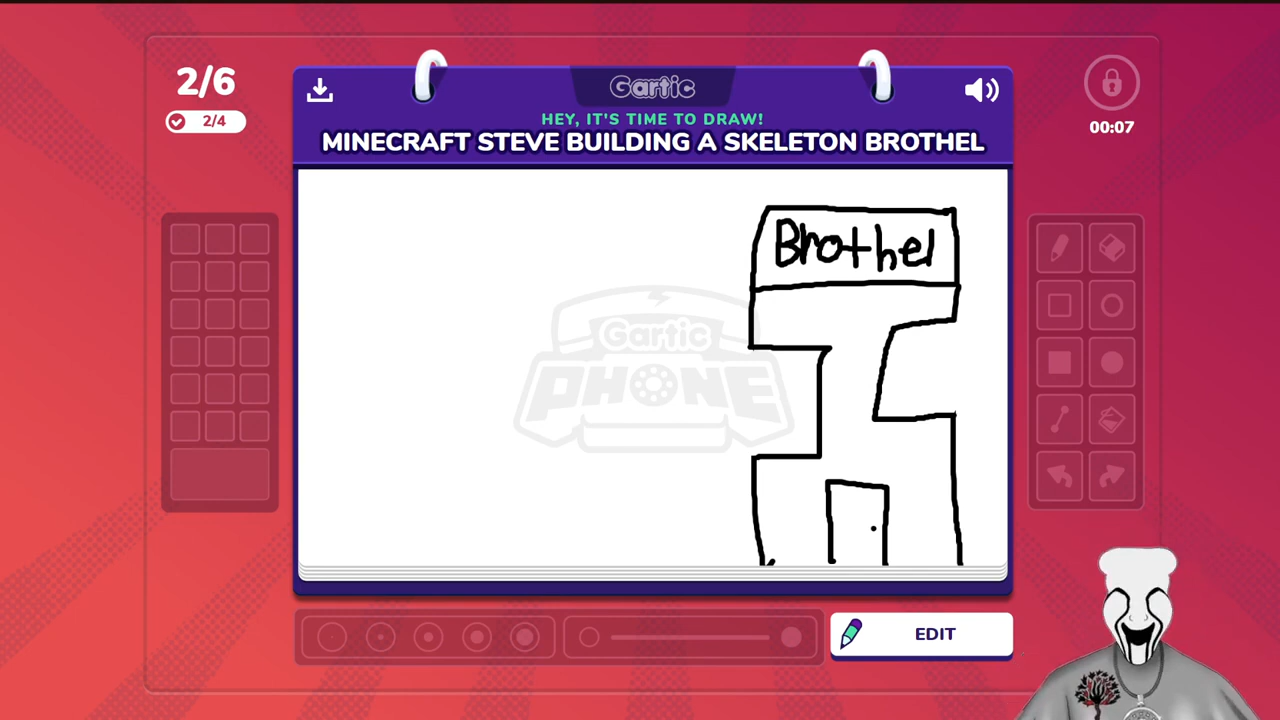 2/6
2/4
Gartic
HEY, IT'S TIME TO DRAW!
MINECRAFT STEVE BUILDING A SKELETON BROTHEL
00:07
Brothel
Gartic
PHONE
EDIT